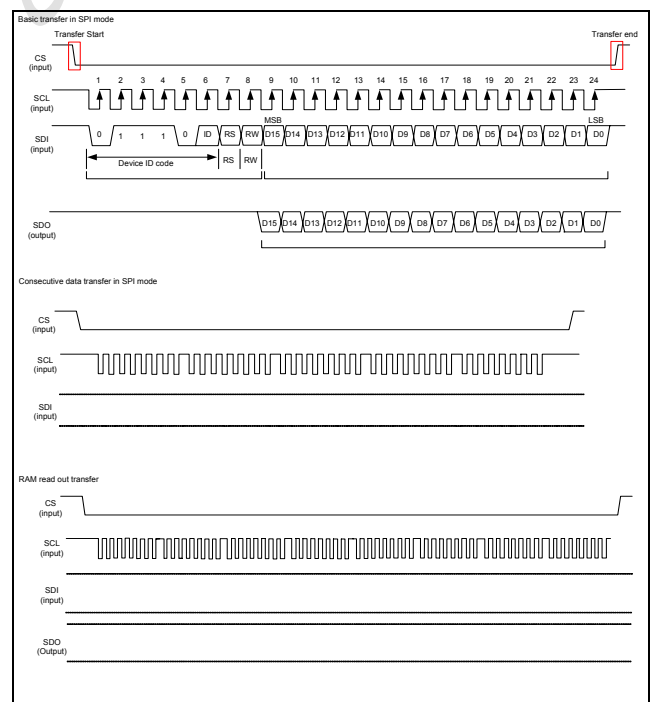 Basic transfer in SPI mode
Transfer Start Transfer end
CS
(input)
1 2 3 4 5 6 7 8 9 10 11 12 13 14 15 16 17 18 19 20 21 22 23 24
SCL
(input)
MSB LSB
SDI
(input)
0 1 1 1 0 ID RS RW D15 D14 D13 D12 D11 D10 D9 D8 D7 D6 D5 D4 D3 D2 D1 D0
Device ID code RS RW
SDO
(output)
D15 D14 D13 D12 D11 D10 D9 D8 D7 D6 D5 D4 D3 D2 D1 D0
Consecutive data transfer in SPI mode
CS
(input)
SCL
(input)
SDI
(input)
RAM read out transfer
CS
(input)
SCL
(input)
SDI
(input)
SDO
(Output)